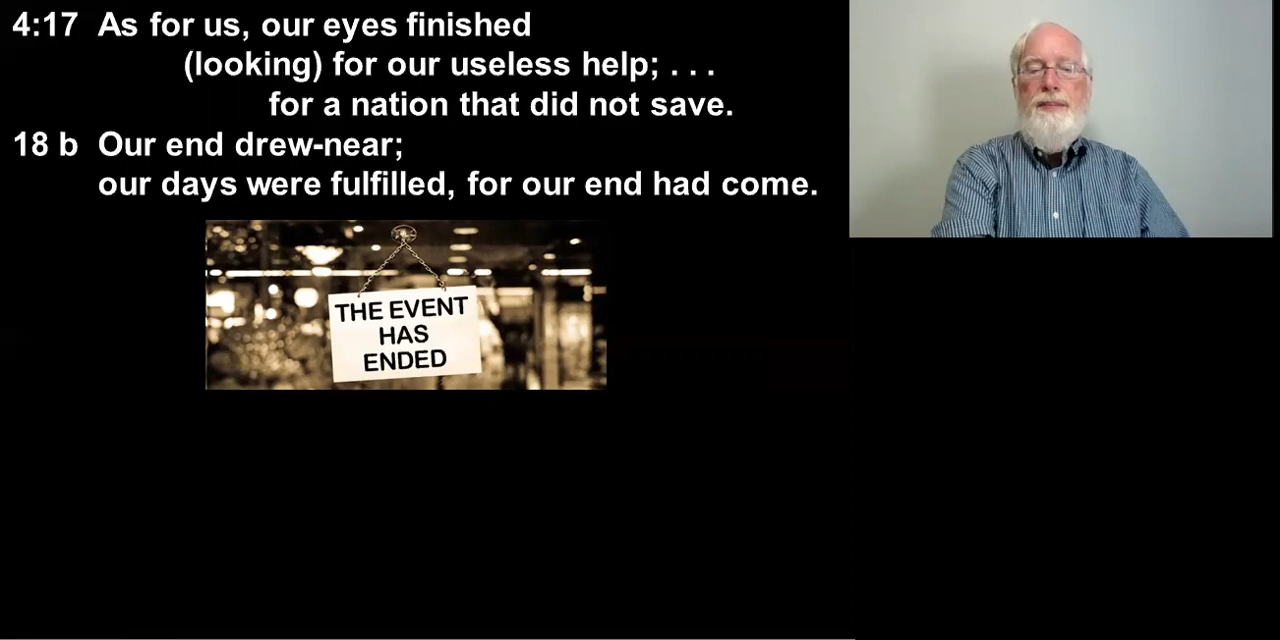 4:17 As for us, our eyes finished
(looking) for our useless help; . . .
for a nation that did not save.
18 b Our end drew-near;
our days were fulfilled, for our end had come.
THE EVENT
HAS
ENDED